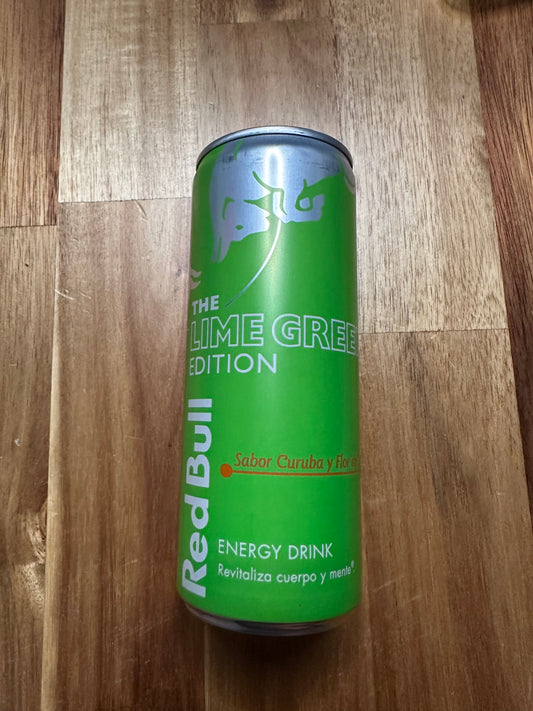 THE
LIME GREE
EDITION
Red Bull
Sabor Curuba y Flor
ENERGY DRINK
Revitaliza cuerpo y mente®.